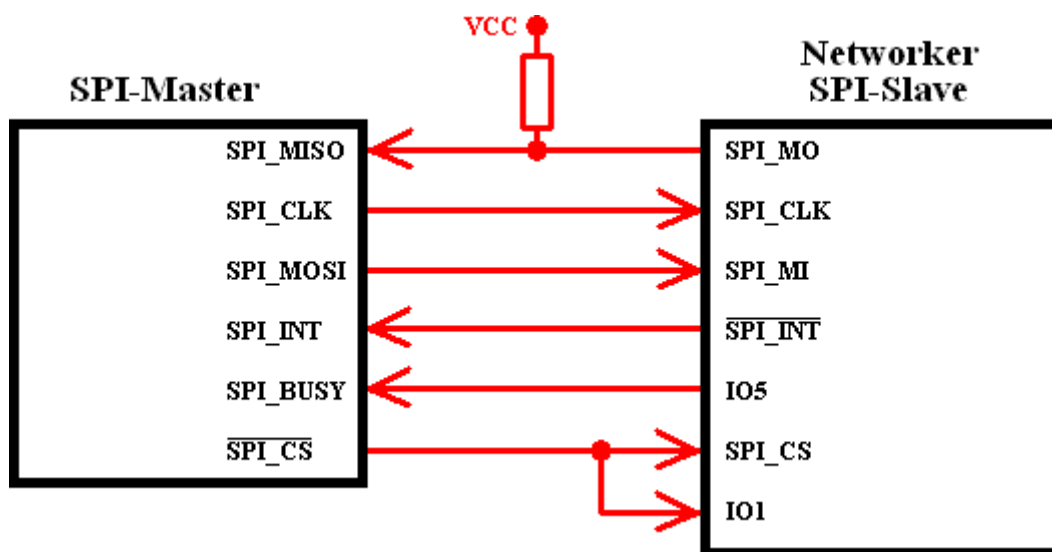 VCC
Networker
SPI-Slave
SPI-Master
SPI_MISO
SPI_MO
SPI_CLK
SPI_CLK
SPI_MOSI
SPI_MI
SPI_INT
SPI_INT
SPI_BUSY
IO5
SPI_CS
SPI_CS
IO1